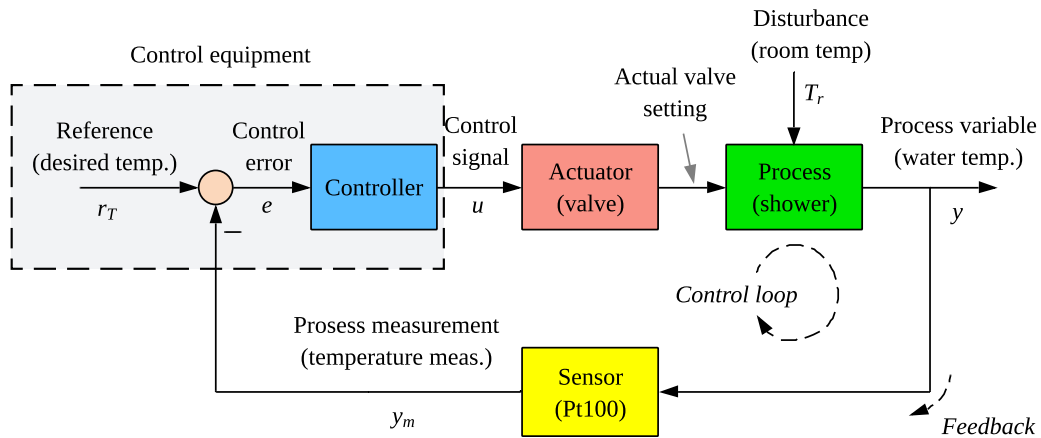 Disturbance
(room temp)
Control equipment
Actual valve
setting
T_r
Reference
(desired temp.)
Control
error
Control
signal
Process variable
(water temp.)
Controller
Actuator
(valve)
Process
(shower)
r_T
e
u
y
−
Control loop
Prosess measurement
(temperature meas.)
Sensor
(Pt100)
y_m
Feedback